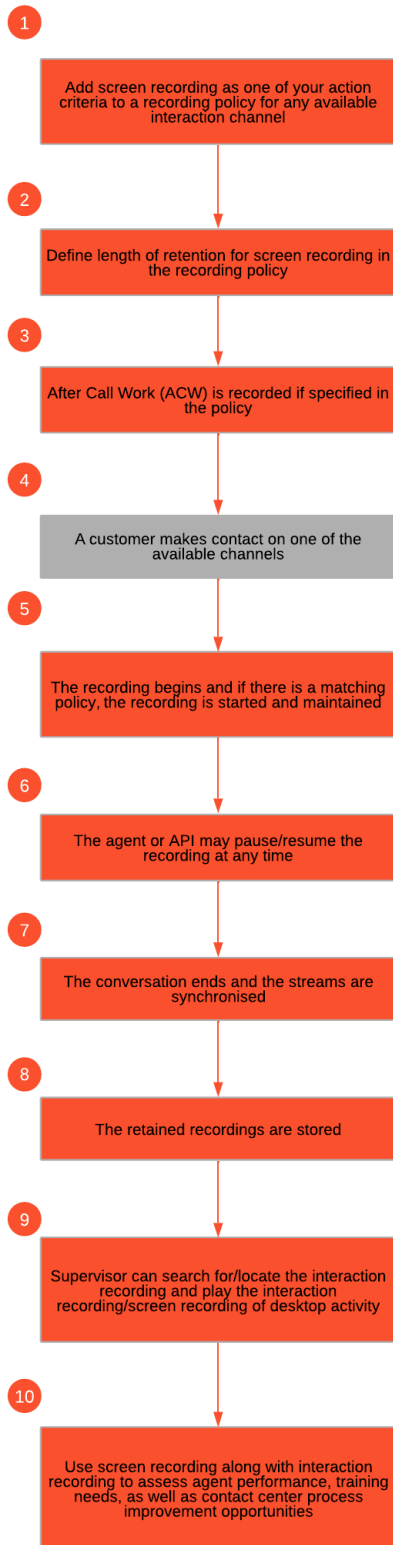 1
Add screen recording as one of your action
criteria to a recording policy for any available
interaction channel
2
Define length of retention for screen recording in
the recording policy
3
After Call Work (ACW) is recorded if specified in
the policy
4
A customer makes contact on one of the
available channels
5
The recording begins and if there is a matching
policy, the recording is started and maintained
6
The agent or API may pause/resume the
recording at any time
7
The conversation ends and the streams are
synchronised
8
The retained recordings are stored
9
Supervisor can search for/locate the interaction
recording and play the interaction
recording/screen recording of desktop activity
10
Use screen recording along with interaction
recording to assess agent performance, training
needs, as well as contact center process
improvement opportunities